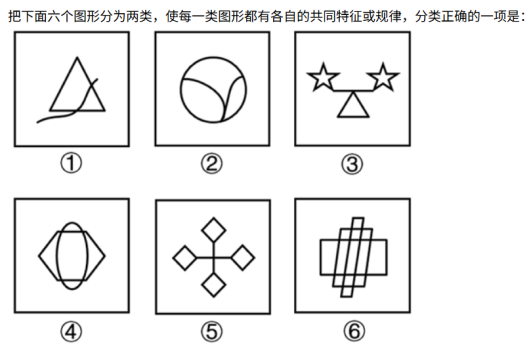 把下面六个图形分为两类，使每一类图形都有各自的共同特征或规律，分类正确的一项是：
① ② ③
④ ⑤ ⑥